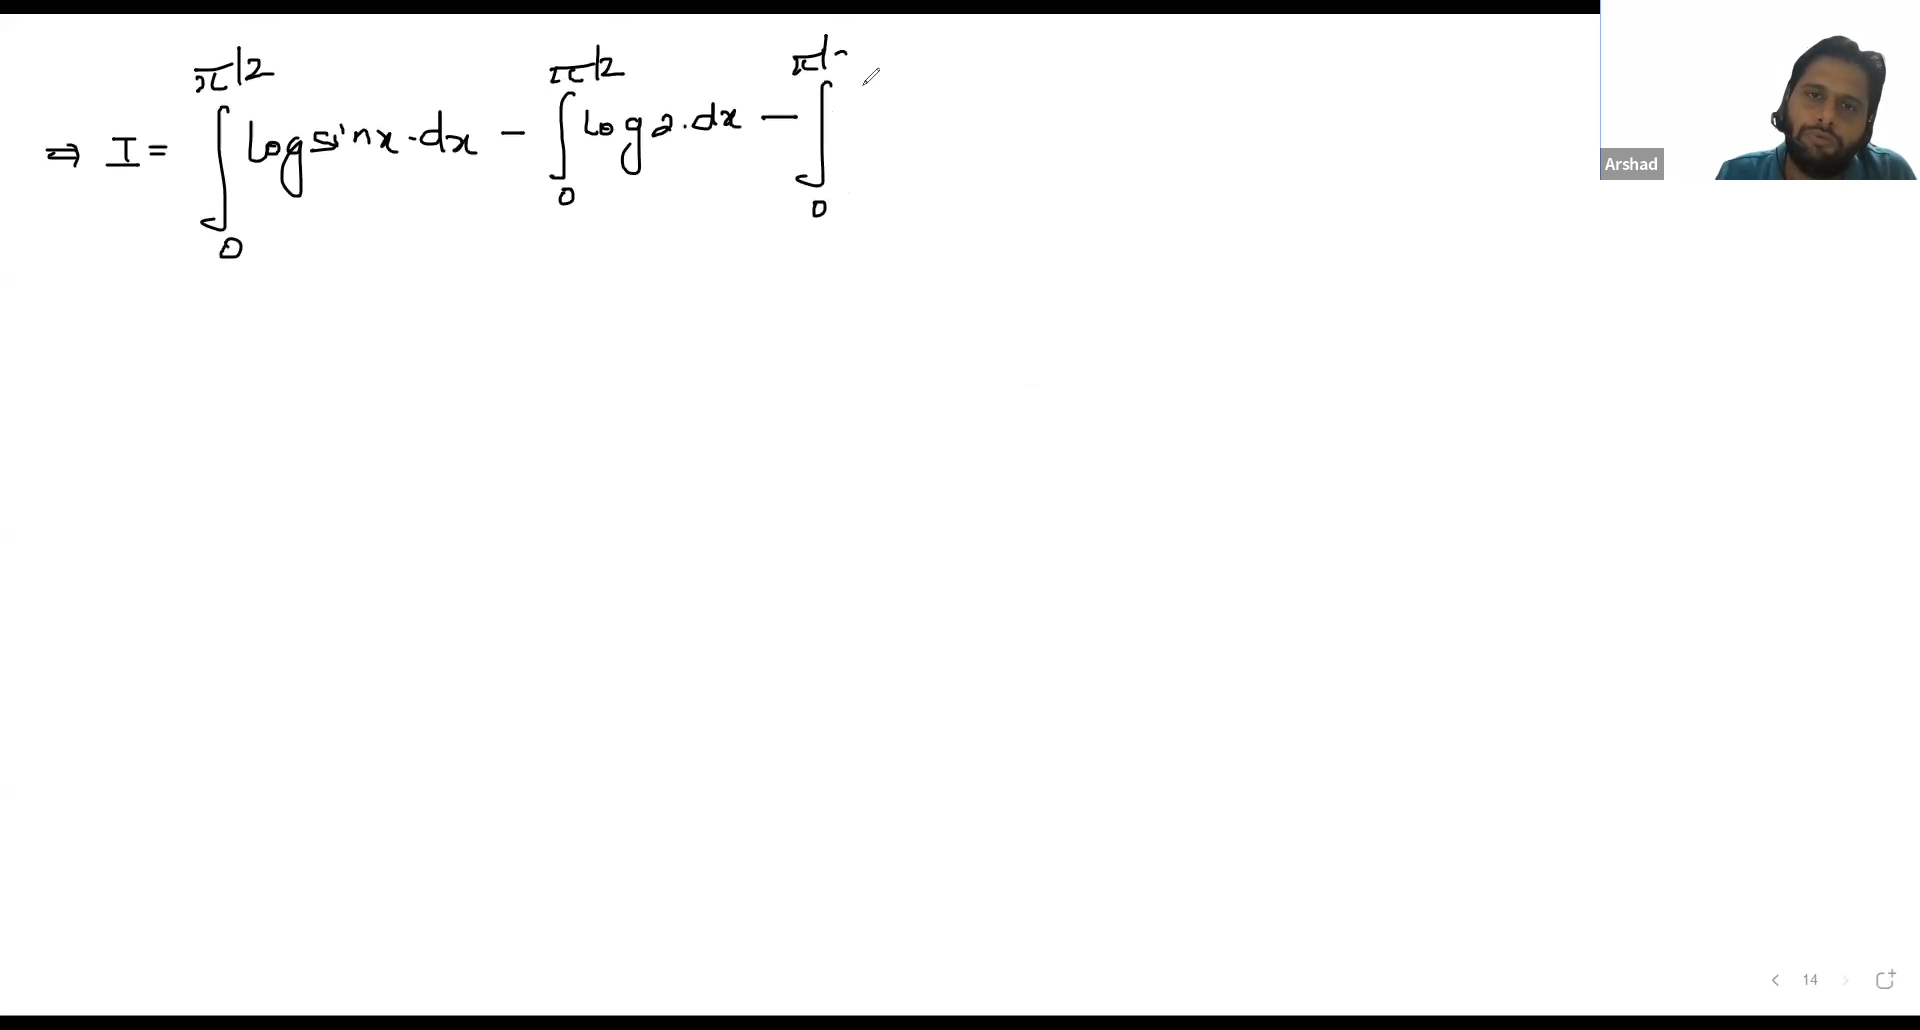 ⇒ I = ∫₀^{π/2} log sin x · dx − ∫₀^{π/2} log 2 · dx − ∫₀^{π/
Arshad
14